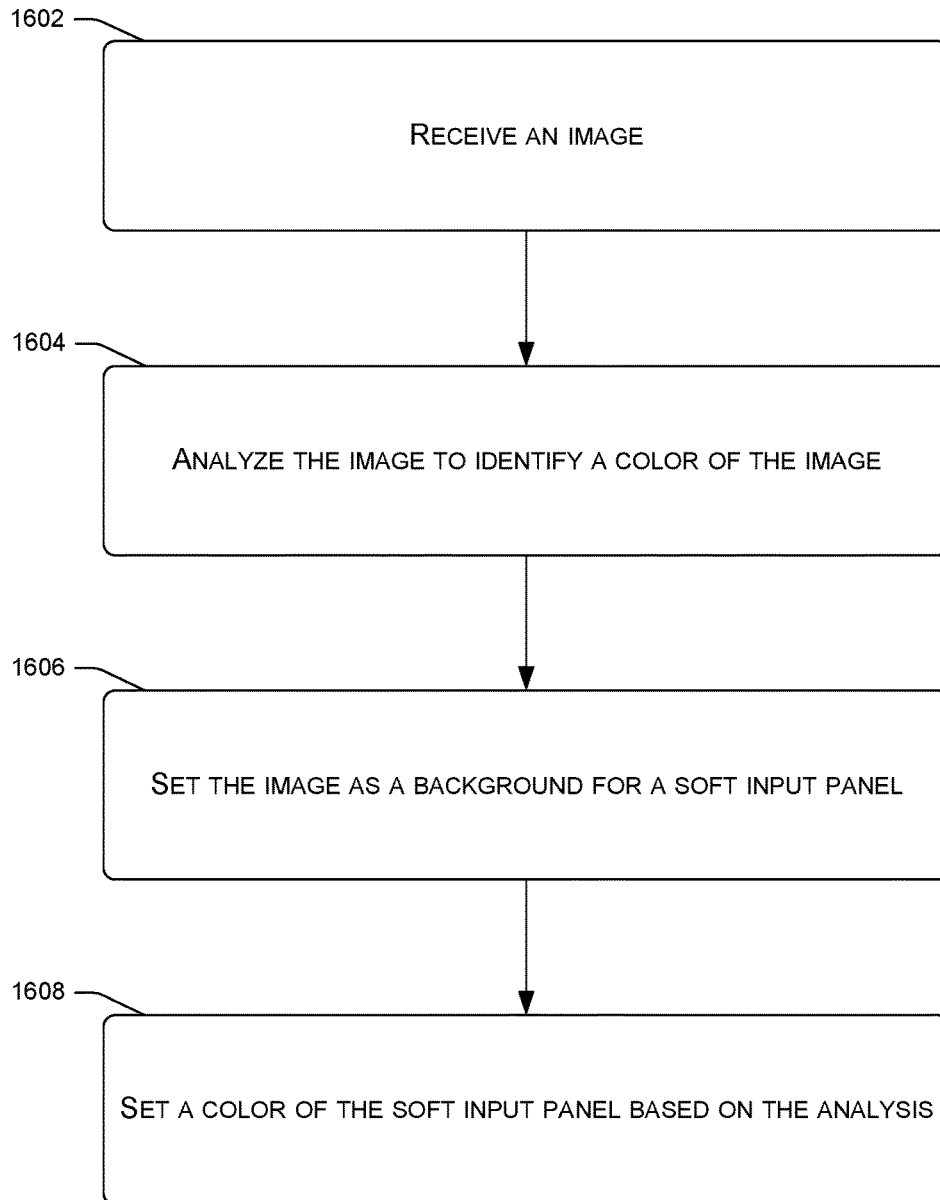 1602
RECEIVE AN IMAGE
1604
ANALYZE THE IMAGE TO IDENTIFY A COLOR OF THE IMAGE
1606
SET THE IMAGE AS A BACKGROUND FOR A SOFT INPUT PANEL
1608
SET A COLOR OF THE SOFT INPUT PANEL BASED ON THE ANALYSIS